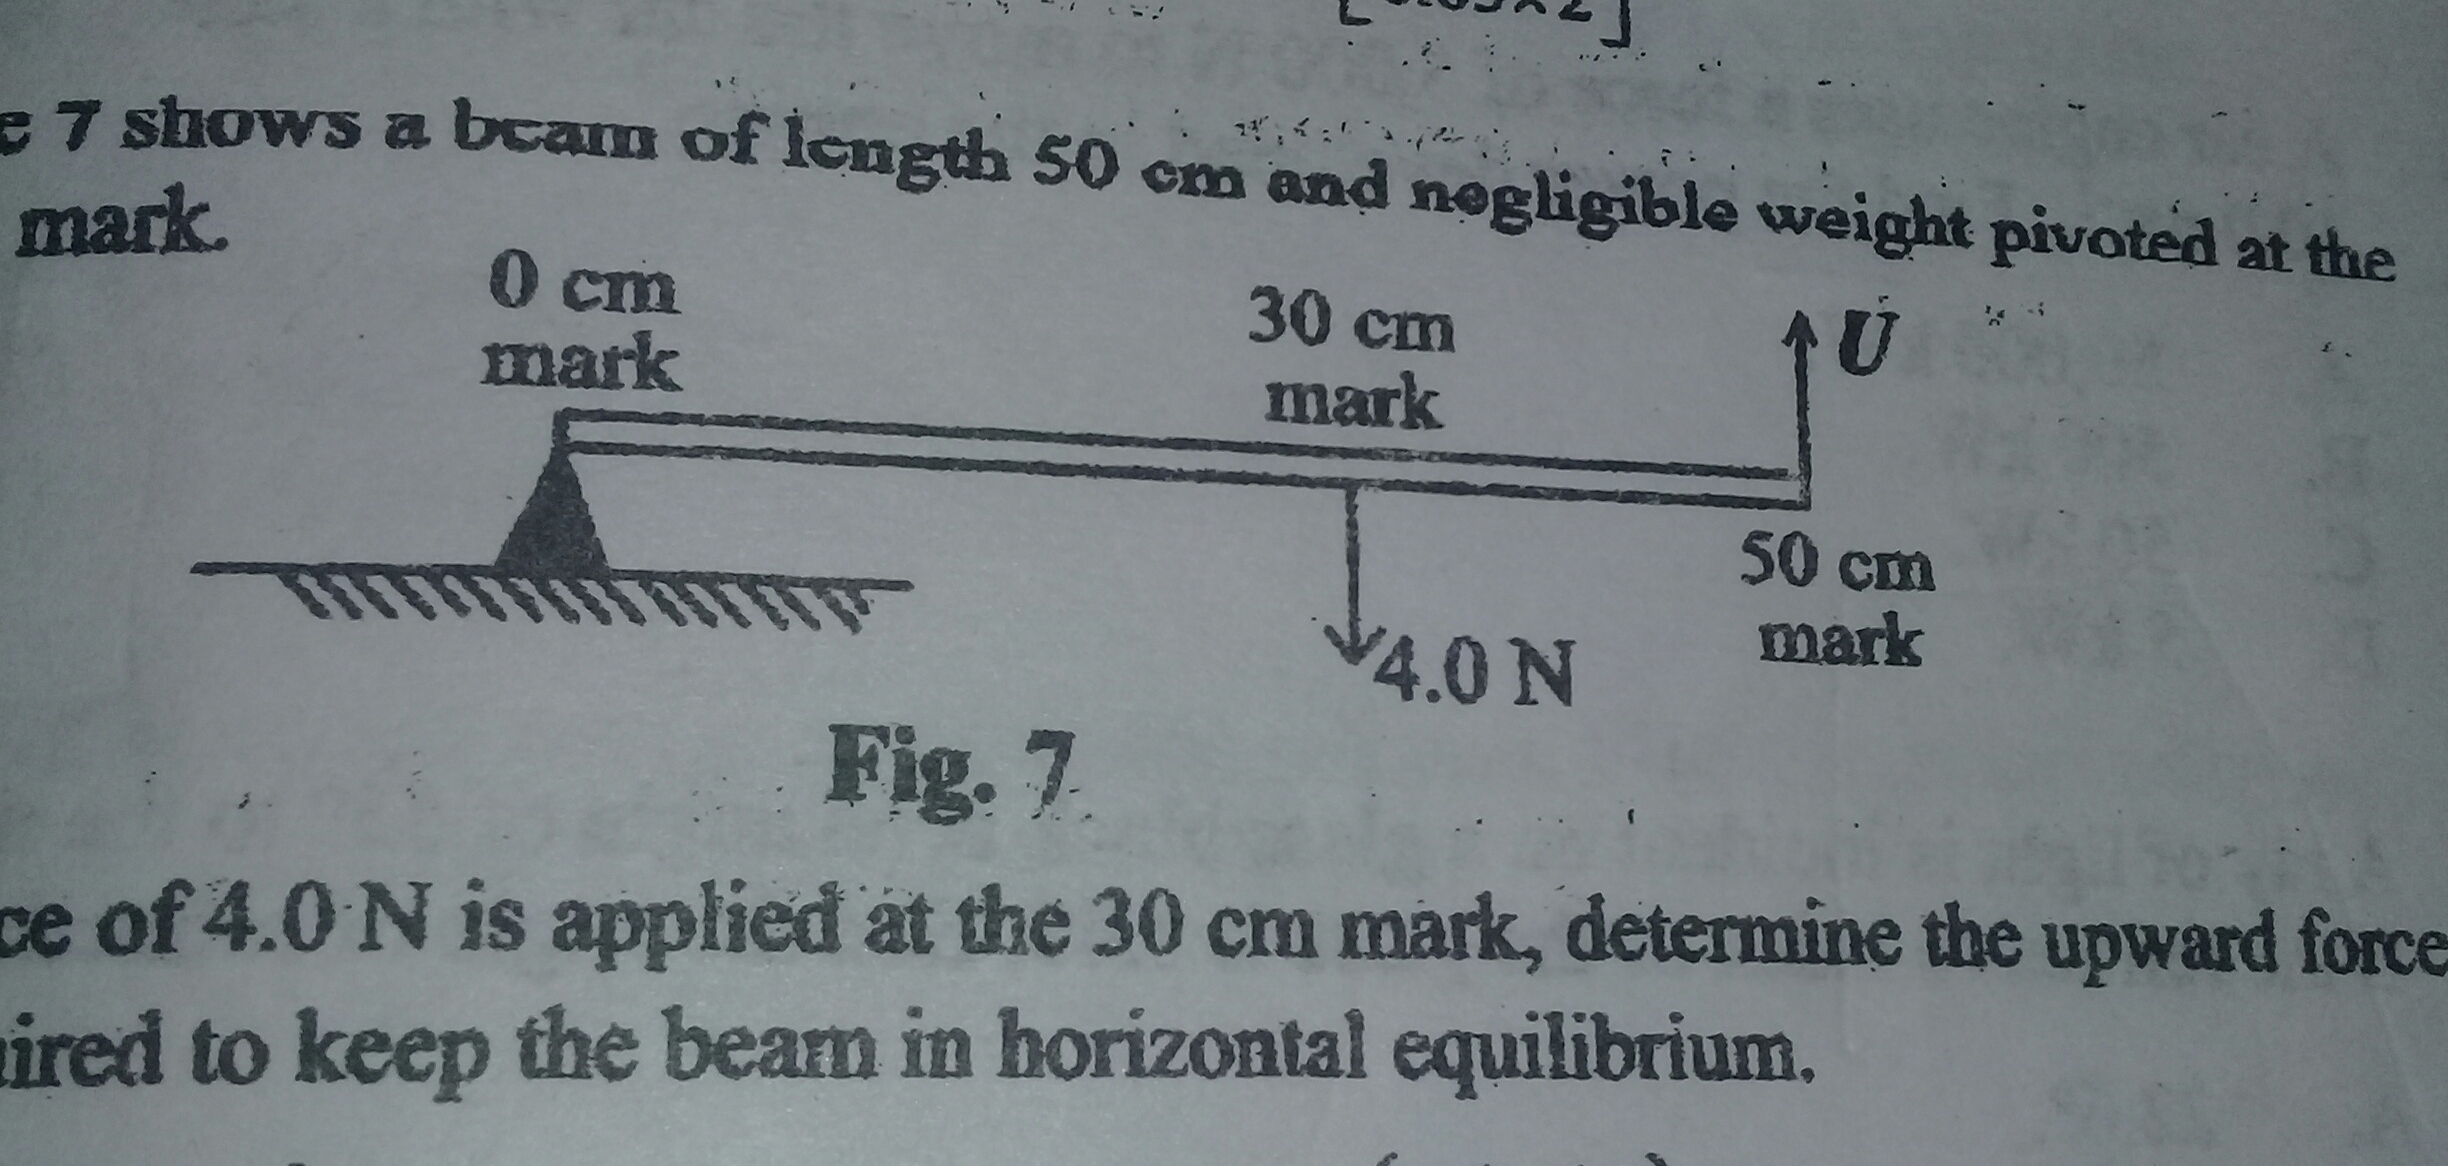 7 shows a beam of length 50 cm and negligible weight pivoted at the
mark.
0 cm
mark
30 cm
mark
U
50 cm
mark
4.0 N
Fig. 7
ce of 4.0 N is applied at the 30 cm mark, determine the upward force
ired to keep the beam in horizontal equilibrium.